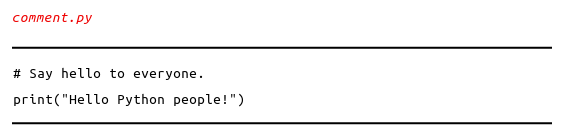 comment.py
# Say hello to everyone.
print("Hello Python people!")